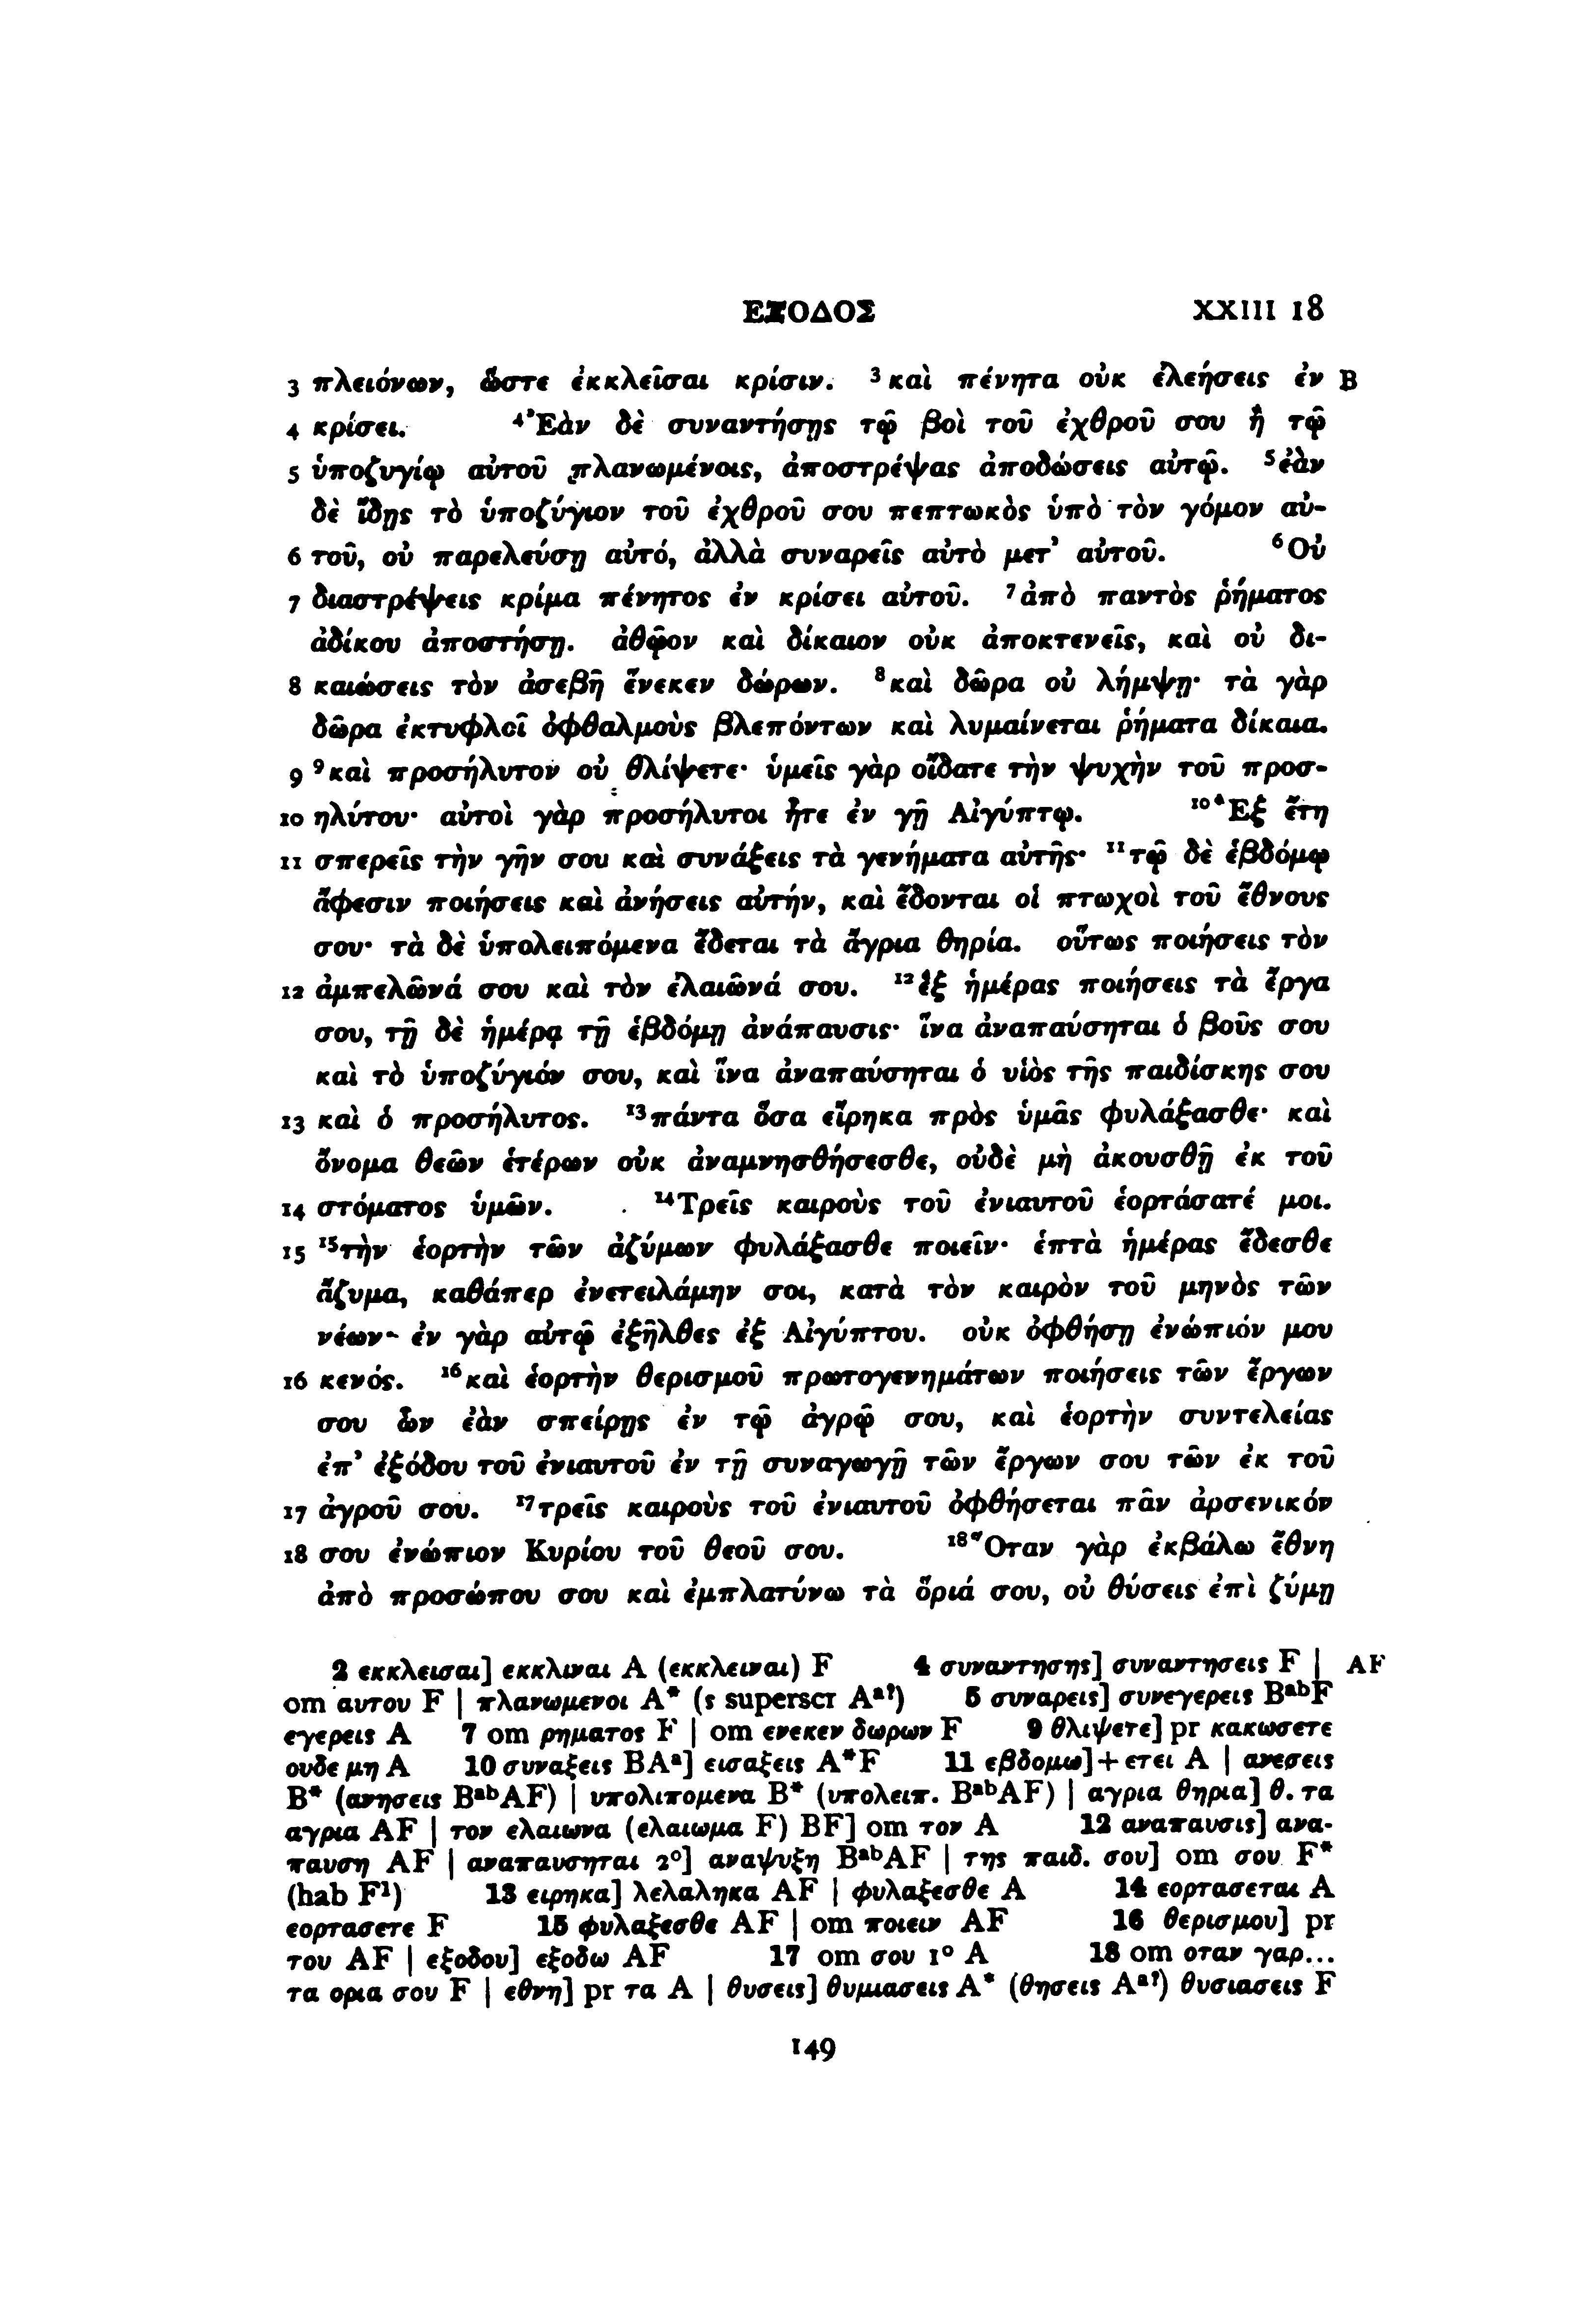 ΕΞΟΔΟΣ XXIII 18
3 πλειόνων, ὥστε ἐκκλεῖσαι κρίσιν. ³καὶ πένητα οὐκ ἐλεήσεις ἐν B
4 κρίσει. ⁴Ἐὰν δὲ συναντήσῃς τῷ βοὶ τοῦ ἐχθροῦ σου ἢ τῷ
5 ὑποζυγίῳ αὐτοῦ πλανωμένοις, ἀποστρέψας ἀποδώσεις αὐτῷ. ⁵ἐὰν
δὲ ἴδῃς τὸ ὑποζύγιον τοῦ ἐχθροῦ σου πεπτωκὸς ὑπὸ τὸν γόμον αὐ-
6 τοῦ, οὐ παρελεύσῃ αὐτό, ἀλλὰ συναρεῖς αὐτὸ μετ’ αὐτοῦ. ⁶Οὐ
7 διαστρέψεις κρίμα πένητος ἐν κρίσει αὐτοῦ. ⁷ἀπὸ παντὸς ῥήματος
ἀδίκου ἀποστήσῃ. ἀθῷον καὶ δίκαιον οὐκ ἀποκτενεῖς, καὶ οὐ δι-
8 καιώσεις τὸν ἀσεβῆ ἕνεκεν δώρων. ⁸καὶ δῶρα οὐ λήμψῃ· τὰ γὰρ
δῶρα ἐκτυφλοῖ ὀφθαλμοὺς βλεπόντων καὶ λυμαίνεται ῥήματα δίκαια.
9 ⁹καὶ προσήλυτον οὐ θλίψετε· ὑμεῖς γὰρ οἴδατε τὴν ψυχὴν τοῦ προσ-
10 ηλύτου· αὐτοὶ γὰρ προσήλυτοι ἦτε ἐν γῇ Αἰγύπτῳ. ¹⁰Ἓξ ἔτη
11 σπερεῖς τὴν γῆν σου καὶ συνάξεις τὰ γενήματα αὐτῆς· ¹¹τῷ δὲ ἑβδόμῳ
ἄφεσιν ποιήσεις καὶ ἀνήσεις αὐτήν, καὶ ἔδονται οἱ πτωχοὶ τοῦ ἔθνους
σου· τὰ δὲ ὑπολειπόμενα ἔδεται τὰ ἄγρια θηρία. οὕτως ποιήσεις τὸν
12 ἀμπελῶνά σου καὶ τὸν ἐλαιῶνά σου. ¹²ἓξ ἡμέρας ποιήσεις τὰ ἔργα
σου, τῇ δὲ ἡμέρᾳ τῇ ἑβδόμῃ ἀνάπαυσις· ἵνα ἀναπαύσηται ὁ βοῦς σου
καὶ τὸ ὑποζύγιόν σου, καὶ ἵνα ἀναπαύσηται ὁ υἱὸς τῆς παιδίσκης σου
13 καὶ ὁ προσήλυτος. ¹³πάντα ὅσα εἴρηκα πρὸς ὑμᾶς φυλάξασθε· καὶ
ὄνομα θεῶν ἑτέρων οὐκ ἀναμνησθήσεσθε, οὐδὲ μὴ ἀκουσθῇ ἐκ τοῦ
14 στόματος ὑμῶν. ¹⁴Τρεῖς καιροὺς τοῦ ἐνιαυτοῦ ἑορτάσατέ μοι.
15 ¹⁵τὴν ἑορτὴν τῶν ἀζύμων φυλάξασθε ποιεῖν· ἑπτὰ ἡμέρας ἔδεσθε
ἄζυμα, καθάπερ ἐνετειλάμην σοι, κατὰ τὸν καιρὸν τοῦ μηνὸς τῶν
νέων· ἐν γὰρ αὐτῷ ἐξῆλθες ἐξ Αἰγύπτου. οὐκ ὀφθήσῃ ἐνώπιόν μου
16 κενός. ¹⁶καὶ ἑορτὴν θερισμοῦ πρωτογενημάτων ποιήσεις τῶν ἔργων
σου ὧν ἐὰν σπείρῃς ἐν τῷ ἀγρῷ σου, καὶ ἑορτὴν συντελείας
ἐπ’ ἐξόδου τοῦ ἐνιαυτοῦ ἐν τῇ συναγωγῇ τῶν ἔργων σου τῶν ἐκ τοῦ
17 ἀγροῦ σου. ¹⁷τρεῖς καιροὺς τοῦ ἐνιαυτοῦ ὀφθήσεται πᾶν ἀρσενικόν
18 σου ἐνώπιον Κυρίου τοῦ θεοῦ σου. ¹⁸Ὅταν γὰρ ἐκβάλω ἔθνη
ἀπὸ προσώπου σου καὶ ἐμπλατύνω τὰ ὅριά σου, οὐ θύσεις ἐπὶ ζύμῃ
2 εκκλεισαι] εκκλιναι A (εκκλειναι) F 4 συναντησης] συναντησεις F | AF
om αυτου F | πλανωμενοι A* (s superscr Aᵃ?) 5 συναρεις] συνεγερεις BᵃᵇF
εγερεις A 7 om ρηματος F | om ενεκεν δωρων F 9 θλιψετε] pr κακωσετε
ουδε μη A 10 συναξεις BAᵃ] εισαξεις A*F 11 εβδομω]+ετει A | ανεσεις
B* (ανησεις BᵃᵇAF) | υπολιπομενα B* (υπολειπ. BᵃᵇAF) | αγρια θηρια] θ. τα
αγρια AF | τον ελαιωνα (ελαιωμα F) BF] om τον A 12 αναπαυσις] ανα-
παυση AF | αναπαυσηται 2°] αναψυξη BᵃᵇAF | της παιδ. σου] om σου F*
(hab F¹) 13 ειρηκα] λελαληκα AF | φυλαξεσθε A 14 εορτασεται A
εορτασετε F 15 φυλαξεσθε AF | om ποιειν AF 16 θερισμου] pr
του AF | εξοδου] εξοδω AF 17 om σου 1° A 18 om οταν γαρ...
τα ορια σου F | εθνη] pr τα A | θυσεις] θυμιασεις A* (θησεις Aᵃ?) θυσιασεις F
149